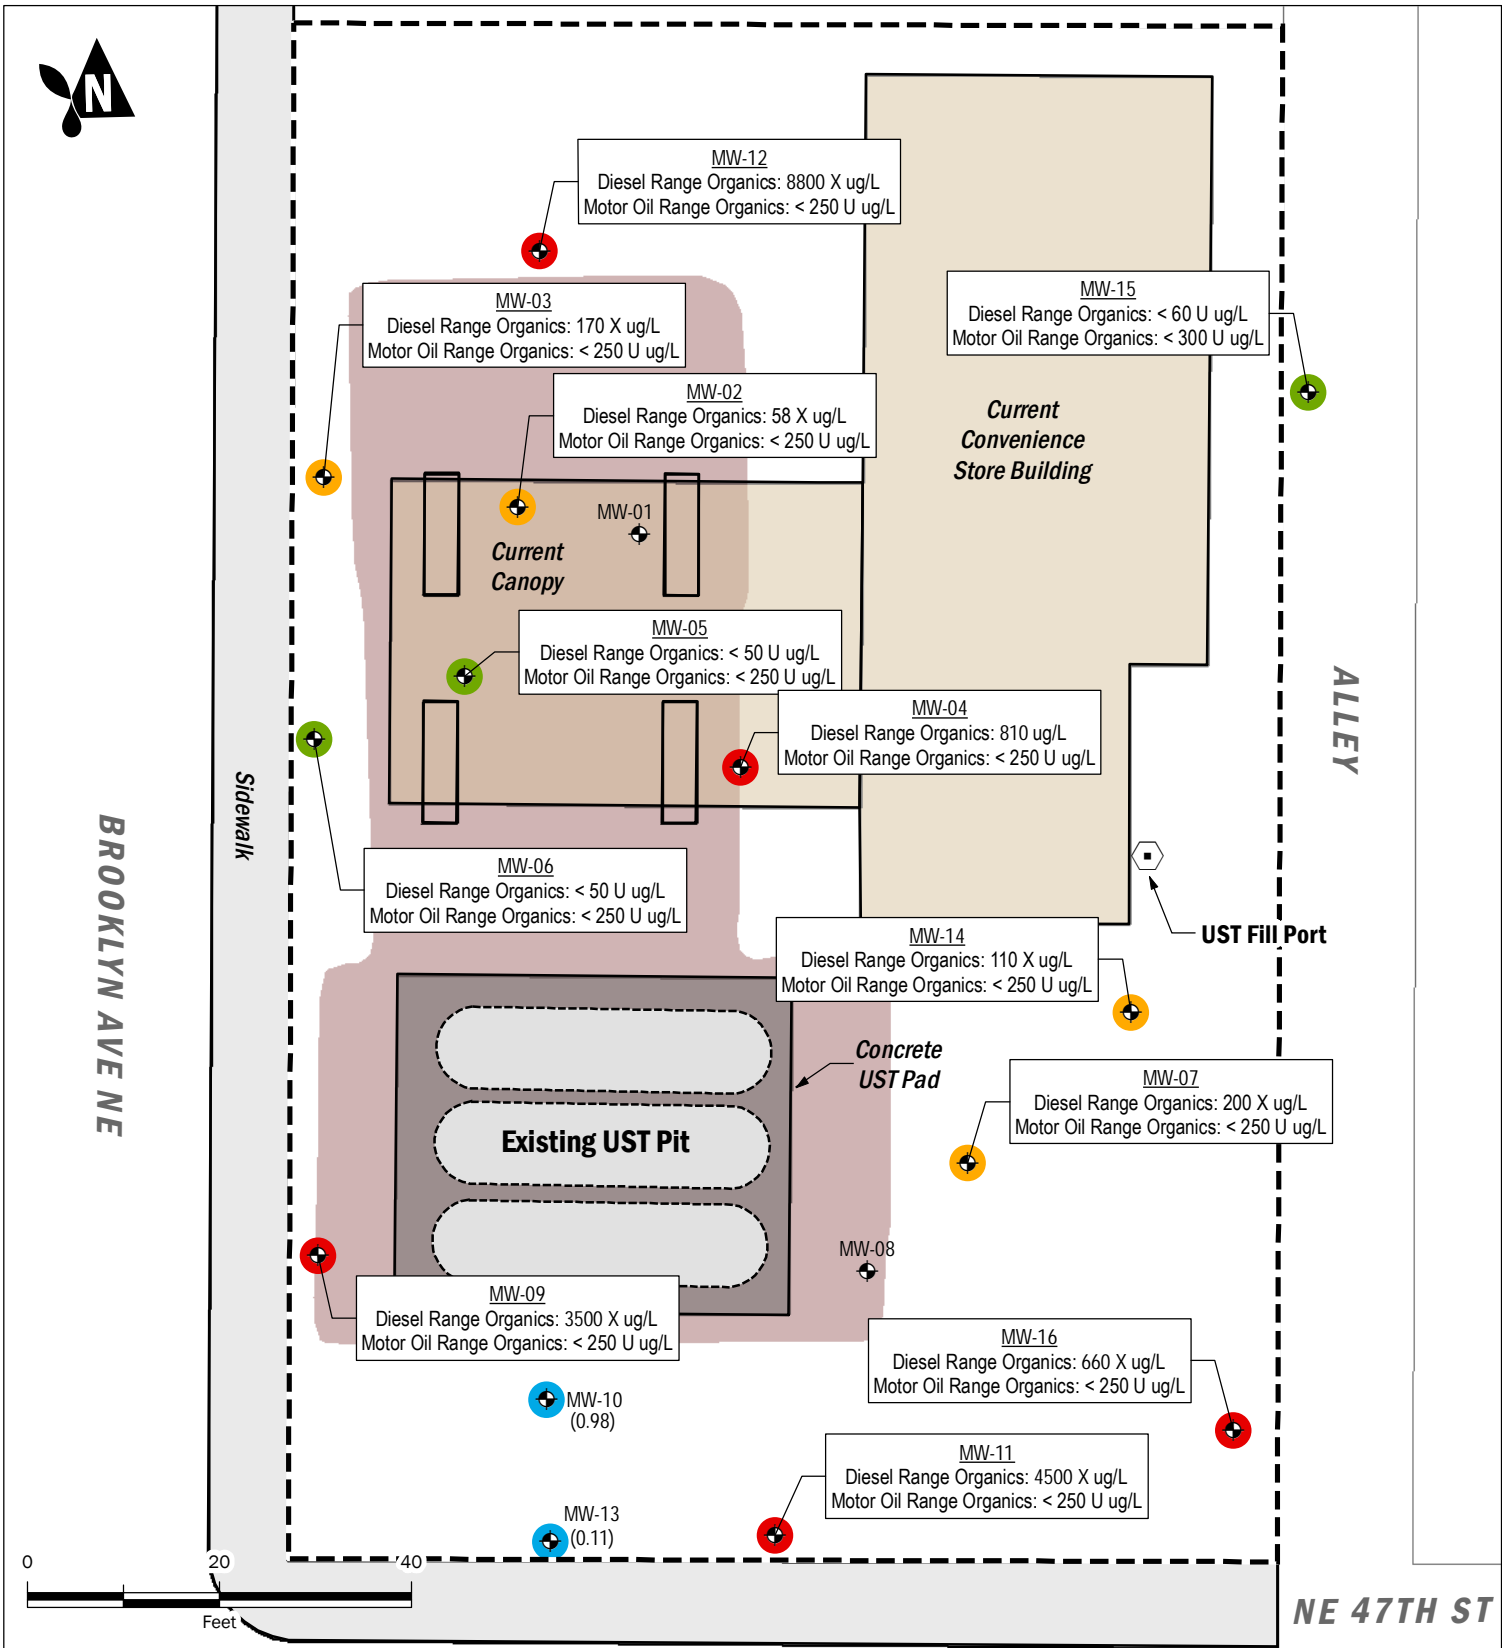 N
MW-12
Diesel Range Organics: 8800 X ug/L
Motor Oil Range Organics: < 250 U ug/L
MW-03
Diesel Range Organics: 170 X ug/L
Motor Oil Range Organics: < 250 U ug/L
MW-15
Diesel Range Organics: < 60 U ug/L
Motor Oil Range Organics: < 300 U ug/L
MW-02
Diesel Range Organics: 58 X ug/L
Motor Oil Range Organics: < 250 U ug/L
Current
Convenience
Store Building
MW-01
Current
Canopy
MW-05
Diesel Range Organics: < 50 U ug/L
Motor Oil Range Organics: < 250 U ug/L
MW-04
Diesel Range Organics: 810 ug/L
Motor Oil Range Organics: < 250 U ug/L
ALLEY
Sidewalk
BROOKLYN AVE NE
MW-06
Diesel Range Organics: < 50 U ug/L
Motor Oil Range Organics: < 250 U ug/L
UST Fill Port
MW-14
Diesel Range Organics: 110 X ug/L
Motor Oil Range Organics: < 250 U ug/L
Concrete
UST Pad
MW-07
Diesel Range Organics: 200 X ug/L
Motor Oil Range Organics: < 250 U ug/L
Existing UST Pit
MW-08
MW-09
Diesel Range Organics: 3500 X ug/L
Motor Oil Range Organics: < 250 U ug/L
MW-16
Diesel Range Organics: 660 X ug/L
Motor Oil Range Organics: < 250 U ug/L
MW-10
(0.98)
MW-11
Diesel Range Organics: 4500 X ug/L
Motor Oil Range Organics: < 250 U ug/L
MW-13
(0.11)
0 20 40
Feet
NE 47TH ST